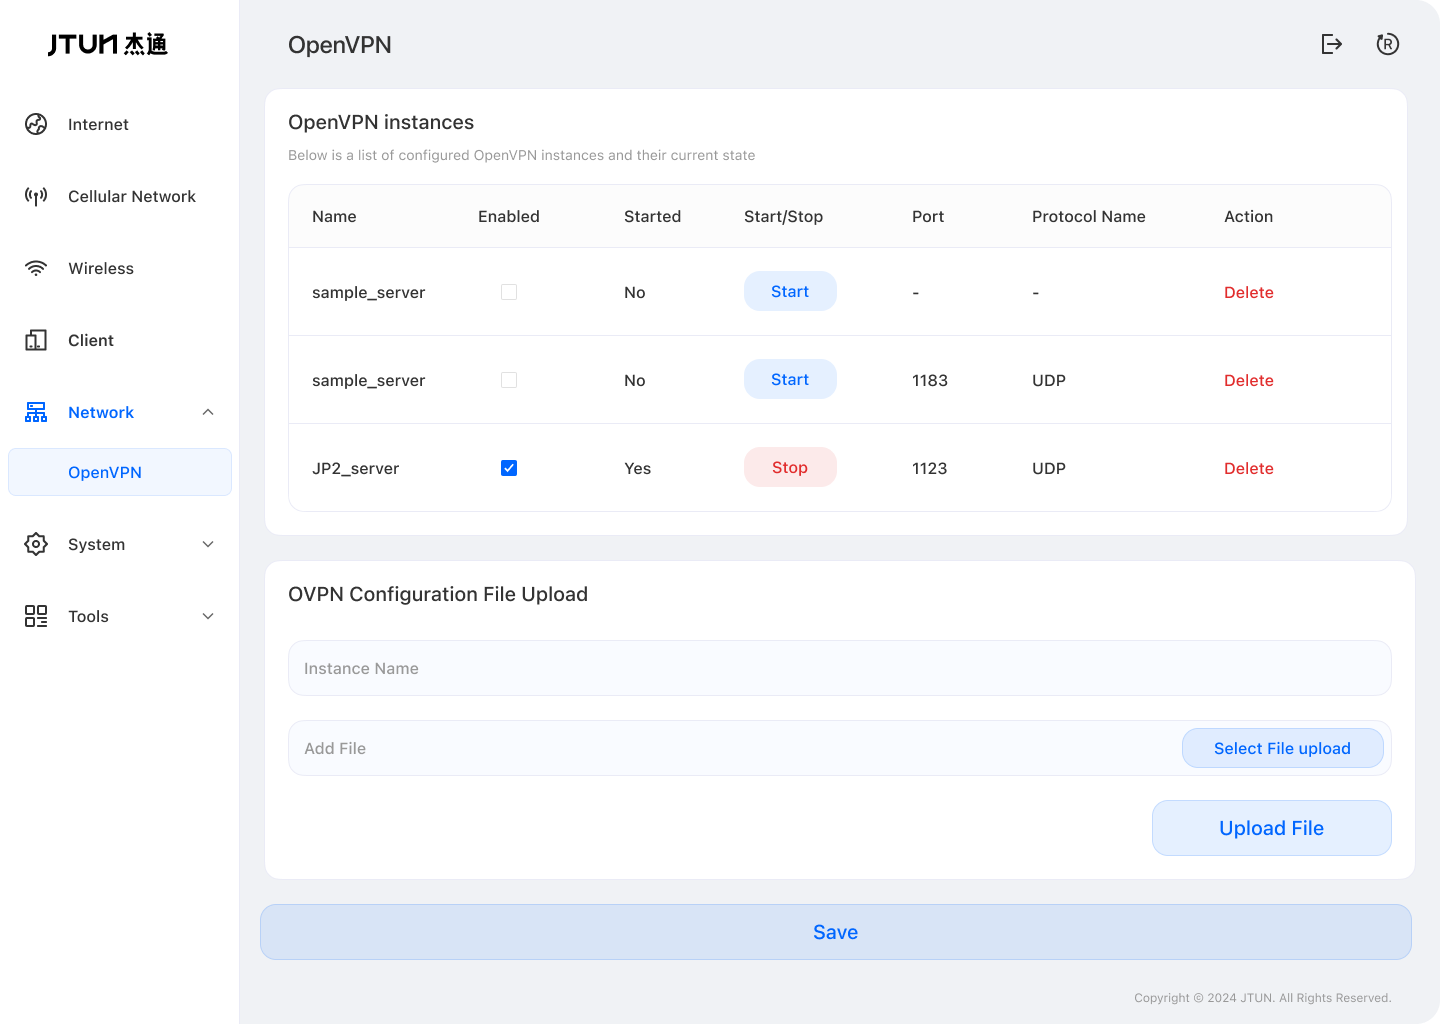 JTUN 杰通
OpenVPN
R
Internet
Cellular Network
Wireless
Client
Network
OpenVPN
System
Tools
OpenVPN instances
Below is a list of configured OpenVPN instances and their current state
Name Enabled Started Start/Stop Port Protocol Name Action
sample_server No Start - - Delete
sample_server No Start 1183 UDP Delete
JP2_server Yes Stop 1123 UDP Delete
OVPN Configuration File Upload
Instance Name
Add File Select File upload
Upload File
Save
Copyright © 2024 JTUN. All Rights Reserved.